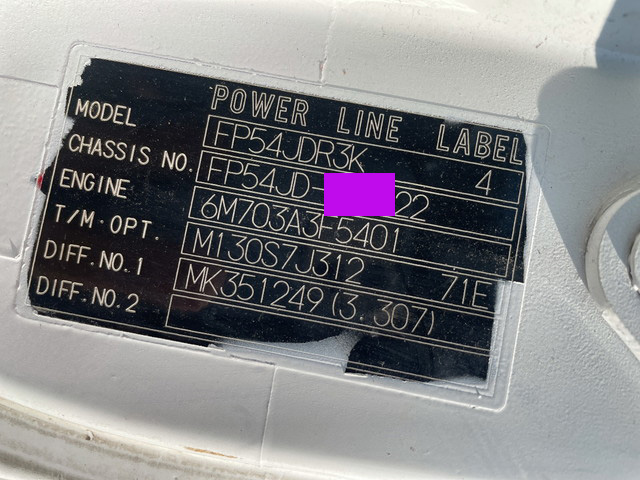 POWER LINE LABEL
MODEL FP54JDR3K 4
CHASSIS NO. FP54JD- 22
ENGINE 6M703A3F5401
T/M·OPT. M130S7J312 71E
DIFF.NO.1 MK351249(3.307)
DIFF.NO.2